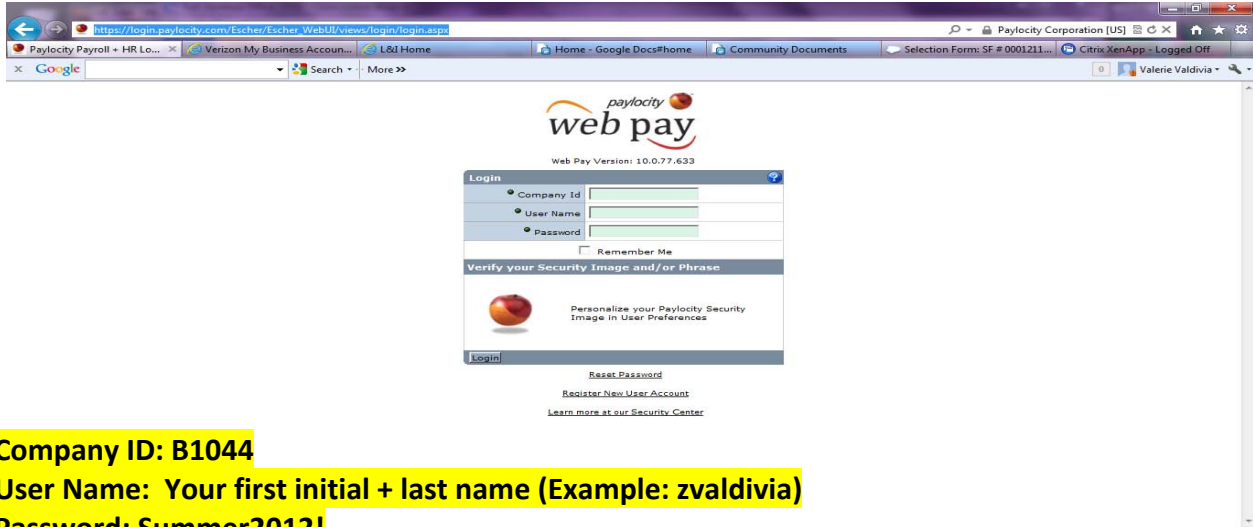 https://login.paylocity.com/Escher/Escher_WebUI/views/login/login.aspx
Paylocity Corporation [US]
Paylocity Payroll + HR Lo...
Verizon My Business Accoun...
L&I Home
Home - Google Docs#home
Community Documents
Selection Form: SF # 0001211...
Citrix XenApp - Logged Off
x Google
Search
More >>
0
Valerie Valdivia
paylocity
web pay
Web Pay Version: 10.0.77.633
Login
?
Company Id
User Name
Password
Remember Me
Verify your Security Image and/or Phrase
Personalize your Paylocity Security
Image in User Preferences
Login
Reset Password
Register New User Account
Learn more at our Security Center
Company ID: B1044
User Name: Your first initial + last name (Example: zvaldivia)
Password: Summer2013!